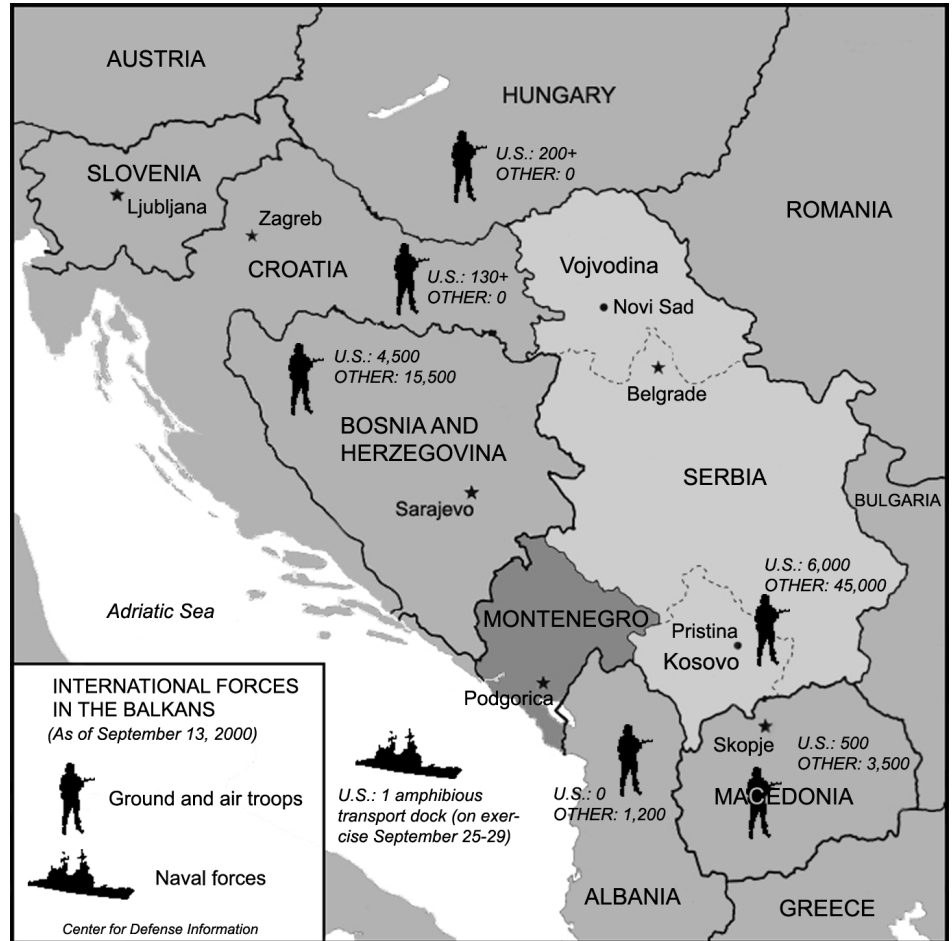 AUSTRIA
HUNGARY
U.S.: 200+
OTHER: 0
SLOVENIA
Ljubljana
Zagreb
CROATIA
U.S.: 130+
OTHER: 0
ROMANIA
Vojvodina
Novi Sad
Belgrade
U.S.: 4,500
OTHER: 15,500
BOSNIA AND
HERZEGOVINA
Sarajevo
SERBIA
BULGARIA
U.S.: 6,000
OTHER: 45,000
Adriatic Sea
MONTENEGRO
Pristina
Kosovo
Podgorica
Skopje
U.S.: 500
OTHER: 3,500
MACEDONIA
U.S.: 0
OTHER: 1,200
U.S.: 1 amphibious
transport dock (on exer-
cise September 25-29)
ALBANIA
GREECE
INTERNATIONAL FORCES
IN THE BALKANS
(As of September 13, 2000)
Ground and air troops
Naval forces
Center for Defense Information